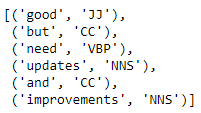 [('good', 'JJ'),
('but', 'CC'),
('need', 'VBP'),
('updates', 'NNS'),
('and', 'CC'),
('improvements', 'NNS')]